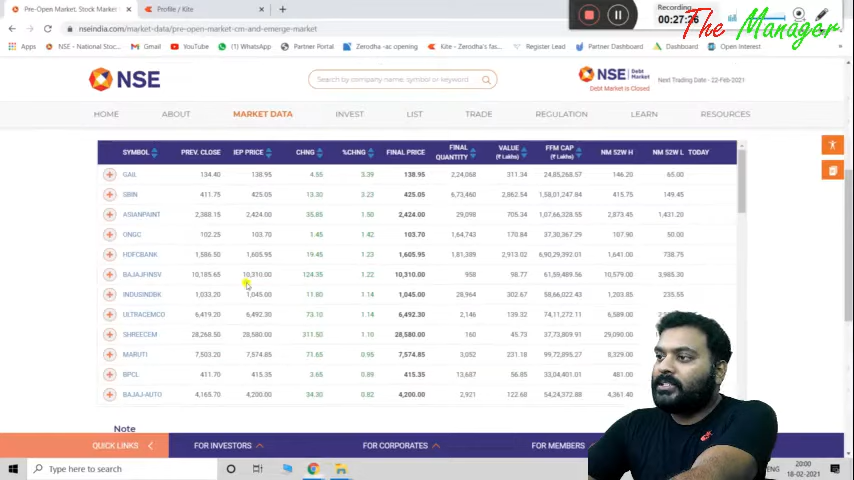 Pre-Open Market, Stock Market
Profile / Kite
Recording
00:27:26
The Manager
nseindia.com/market-data/pre-open-market-cm-and-emerge-market
Apps
NSE - National Stoc...
Gmail
YouTube
(1) WhatsApp
Partner Portal
Zerodha -ac opening
Kite - Zerodha's fas...
Register Lead
Partner Dashboard
Dashboard
Open Interest
NSE
Search by company name, symbol or keyword
NSE Debt Market
Debt Market is Closed
Next Trading Date - 22-Feb-2021
HOME ABOUT MARKET DATA INVEST LIST TRADE REGULATION LEARN RESOURCES
SYMBOL PREV. CLOSE IEP PRICE CHNG %CHNG FINAL PRICE FINAL QUANTITY VALUE (₹ Lakhs) FFM CAP (₹ Lakhs) NM 52W H NM 52W L TODAY
GAIL 134.40 138.95 4.55 3.39 138.95 2,24,068 311.34 24,85,268.57 146.20 65.00
SBIN 411.75 425.05 13.30 3.23 425.05 6,73,460 2862.54 1,58,01,247.84 415.75 149.45
ASIANPAINT 2,388.15 2,424.00 35.85 1.50 2,424.00 29,098 705.34 1,07,66,328.55 2,873.45 1,431.20
ONGC 102.25 103.70 1.45 1.42 103.70 1,64,743 170.84 37,30,367.29 107.90 50.00
HDFCBANK 1,586.50 1,605.95 19.45 1.23 1,605.95 1,81,389 2,913.02 6,90,29,392.01 1,641.00 738.75
BAJAJFINSV 10,185.65 10,310.00 124.35 1.22 10,310.00 958 98.77 61,59,489.56 10,579.00 3,985.30
INDUSINDBK 1,033.20 1,045.00 11.80 1.14 1,045.00 28,964 302.67 58,66,022.43 1,283.85 235.55
ULTRACEMCO 6,419.20 6,492.30 73.10 1.14 6,492.30 2,146 139.32 74,11,272.11 6,589.00
SHREECEM 28,268.50 28,580.00 311.50 1.10 28,580.00 160 45.73 37,73,809.91 29,090.00
MARUTI 7,503.20 7,574.85 71.65 0.95 7,574.85 3,052 231.18 99,72,895.27 8,329.00
BPCL 411.70 415.35 3.65 0.89 415.35 13,687 56.85 33,04,401.01 481.00
BAJAJ-AUTO 4,165.70 4,200.00 34.30 0.82 4,200.00 2,921 122.68 54,24,372.88 4,361.40
Note
QUICK LINKS FOR INVESTORS FOR CORPORATES FOR MEMBERS
Type here to search
ENG
20:00
18-02-2021